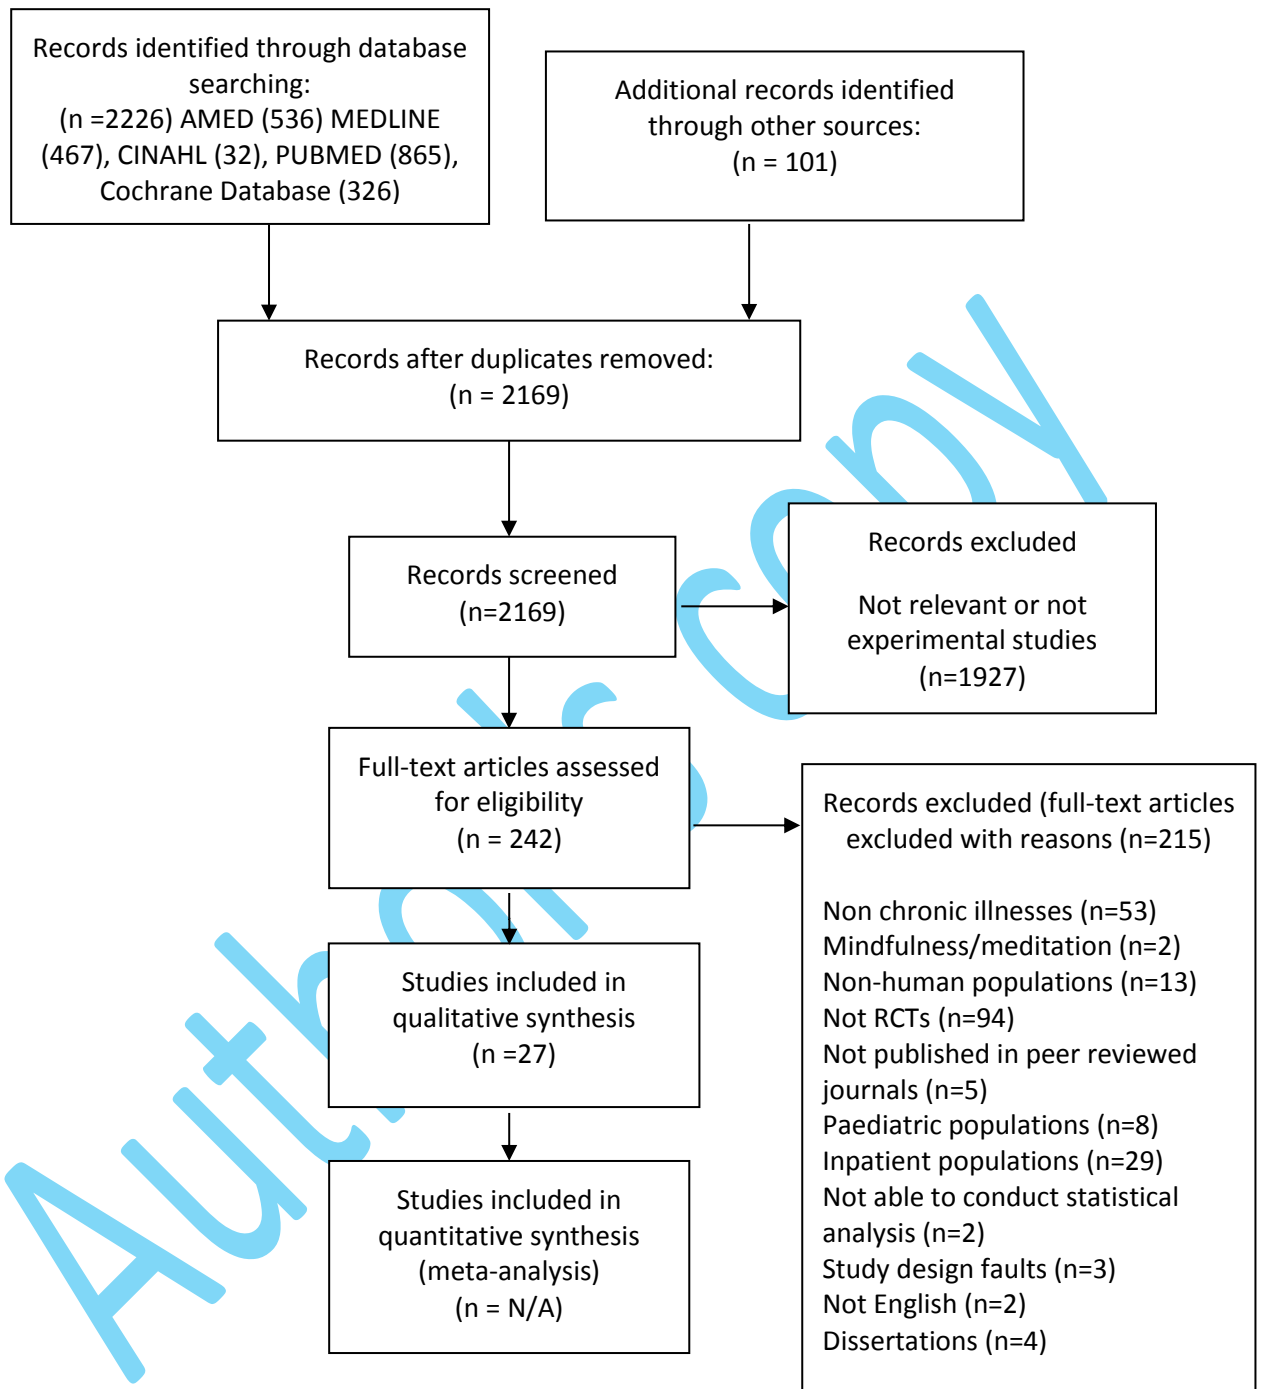 Records identified through database
searching:
(n =2226) AMED (536) MEDLINE
(467), CINAHL (32), PUBMED (865),
Cochrane Database (326)
Additional records identified
through other sources:
(n = 101)
Records after duplicates removed:
(n = 2169)
Records screened
(n=2169)
Records excluded
Not relevant or not
experimental studies
(n=1927)
Full-text articles assessed
for eligibility
(n = 242)
Records excluded (full-text articles
excluded with reasons (n=215)
Non chronic illnesses (n=53)
Mindfulness/meditation (n=2)
Non-human populations (n=13)
Not RCTs (n=94)
Not published in peer reviewed
journals (n=5)
Paediatric populations (n=8)
Inpatient populations (n=29)
Not able to conduct statistical
analysis (n=2)
Study design faults (n=3)
Not English (n=2)
Dissertations (n=4)
Studies included in
qualitative synthesis
(n =27)
Studies included in
quantitative synthesis
(meta-analysis)
(n = N/A)
Author's copy